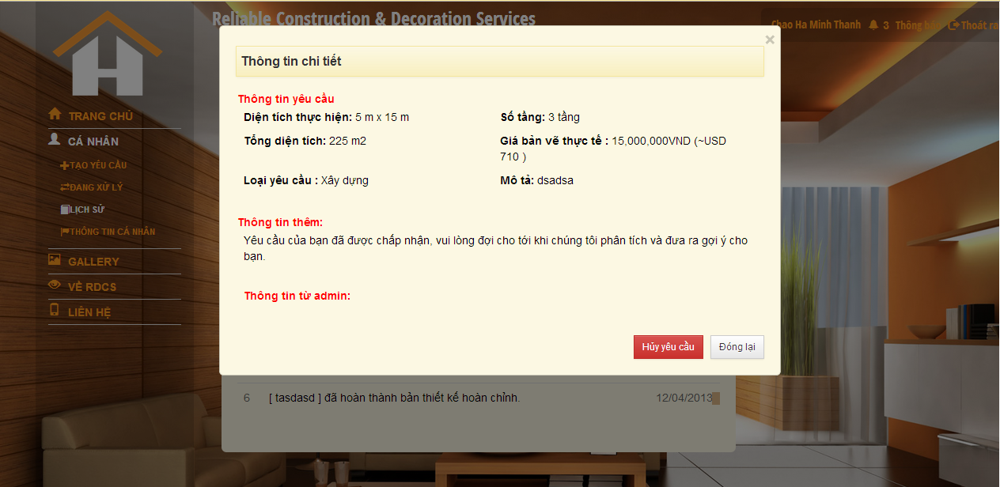 Reliable Construction & Decoration Services
Chao Ha Minh Thanh 3 Thông báo Thoát ra
TRANG CHỦ
CÁ NHÂN
TẠO YÊU CẦU
ĐANG XỬ LÝ
LỊCH SỬ
THÔNG TIN CÁ NHÂN
GALLERY
VỀ RDCS
LIÊN HỆ
×
Thông tin chi tiết
Thông tin yêu cầu
Diện tích thực hiện: 5 m x 15 m
Số tầng: 3 tầng
Tổng diện tích: 225 m2
Giá bản vẽ thực tế : 15,000,000VND (~USD
710 )
Loại yêu cầu : Xây dựng
Mô tả: dsadsa
Thông tin thêm:
Yêu cầu của bạn đã được chấp nhận, vui lòng đợi cho tới khi chúng tôi phân tích và đưa ra gợi ý cho
bạn.
Thông tin từ admin:
Hủy yêu cầu
Đóng lại
6 [ tasdasd ] đã hoàn thành bản thiết kế hoàn chỉnh. 12/04/2013